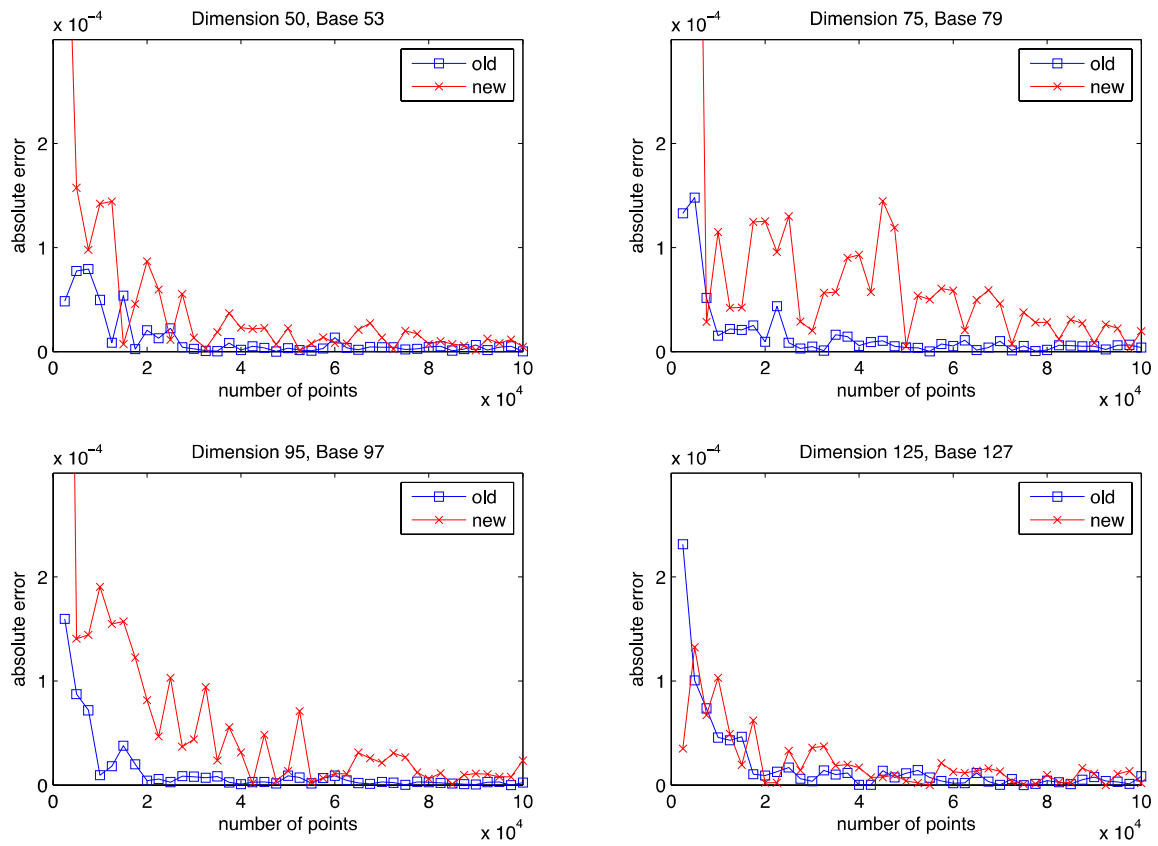 Dimension 50, Base 53
x 10^-4
old
new
2
1
0
absolute error
0 2 4 6 8 10
number of points
x 10^4
Dimension 75, Base 79
x 10^-4
old
new
2
1
0
absolute error
0 2 4 6 8 10
number of points
x 10^4
Dimension 95, Base 97
x 10^-4
old
new
2
1
0
absolute error
0 2 4 6 8 10
number of points
x 10^4
Dimension 125, Base 127
x 10^-4
old
new
2
1
0
absolute error
0 2 4 6 8 10
number of points
x 10^4